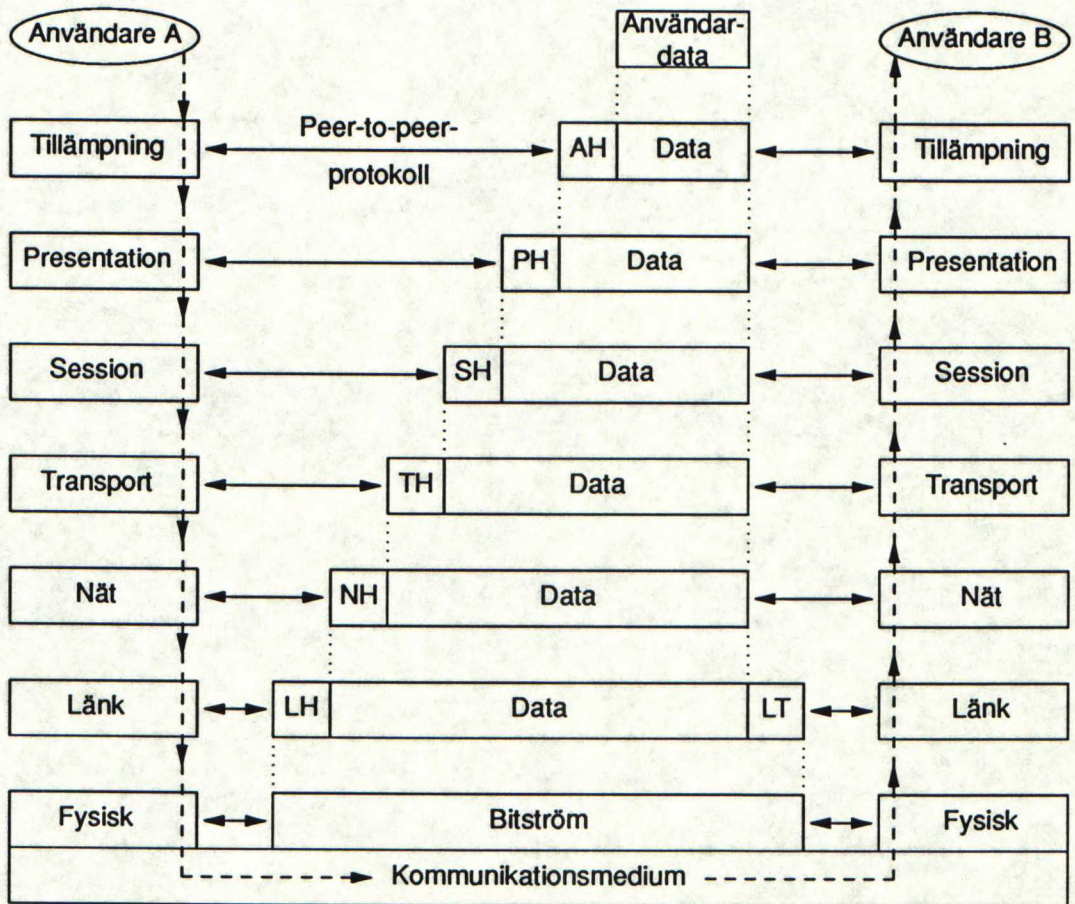 Användare A
Användar-
data
Användare B
Tillämpning
Peer-to-peer-
protokoll
AH
Data
Tillämpning
Presentation
PH
Data
Presentation
Session
SH
Data
Session
Transport
TH
Data
Transport
Nät
NH
Data
Nät
Länk
LH
Data
LT
Länk
Fysisk
Bitström
Fysisk
Kommunikationsmedium